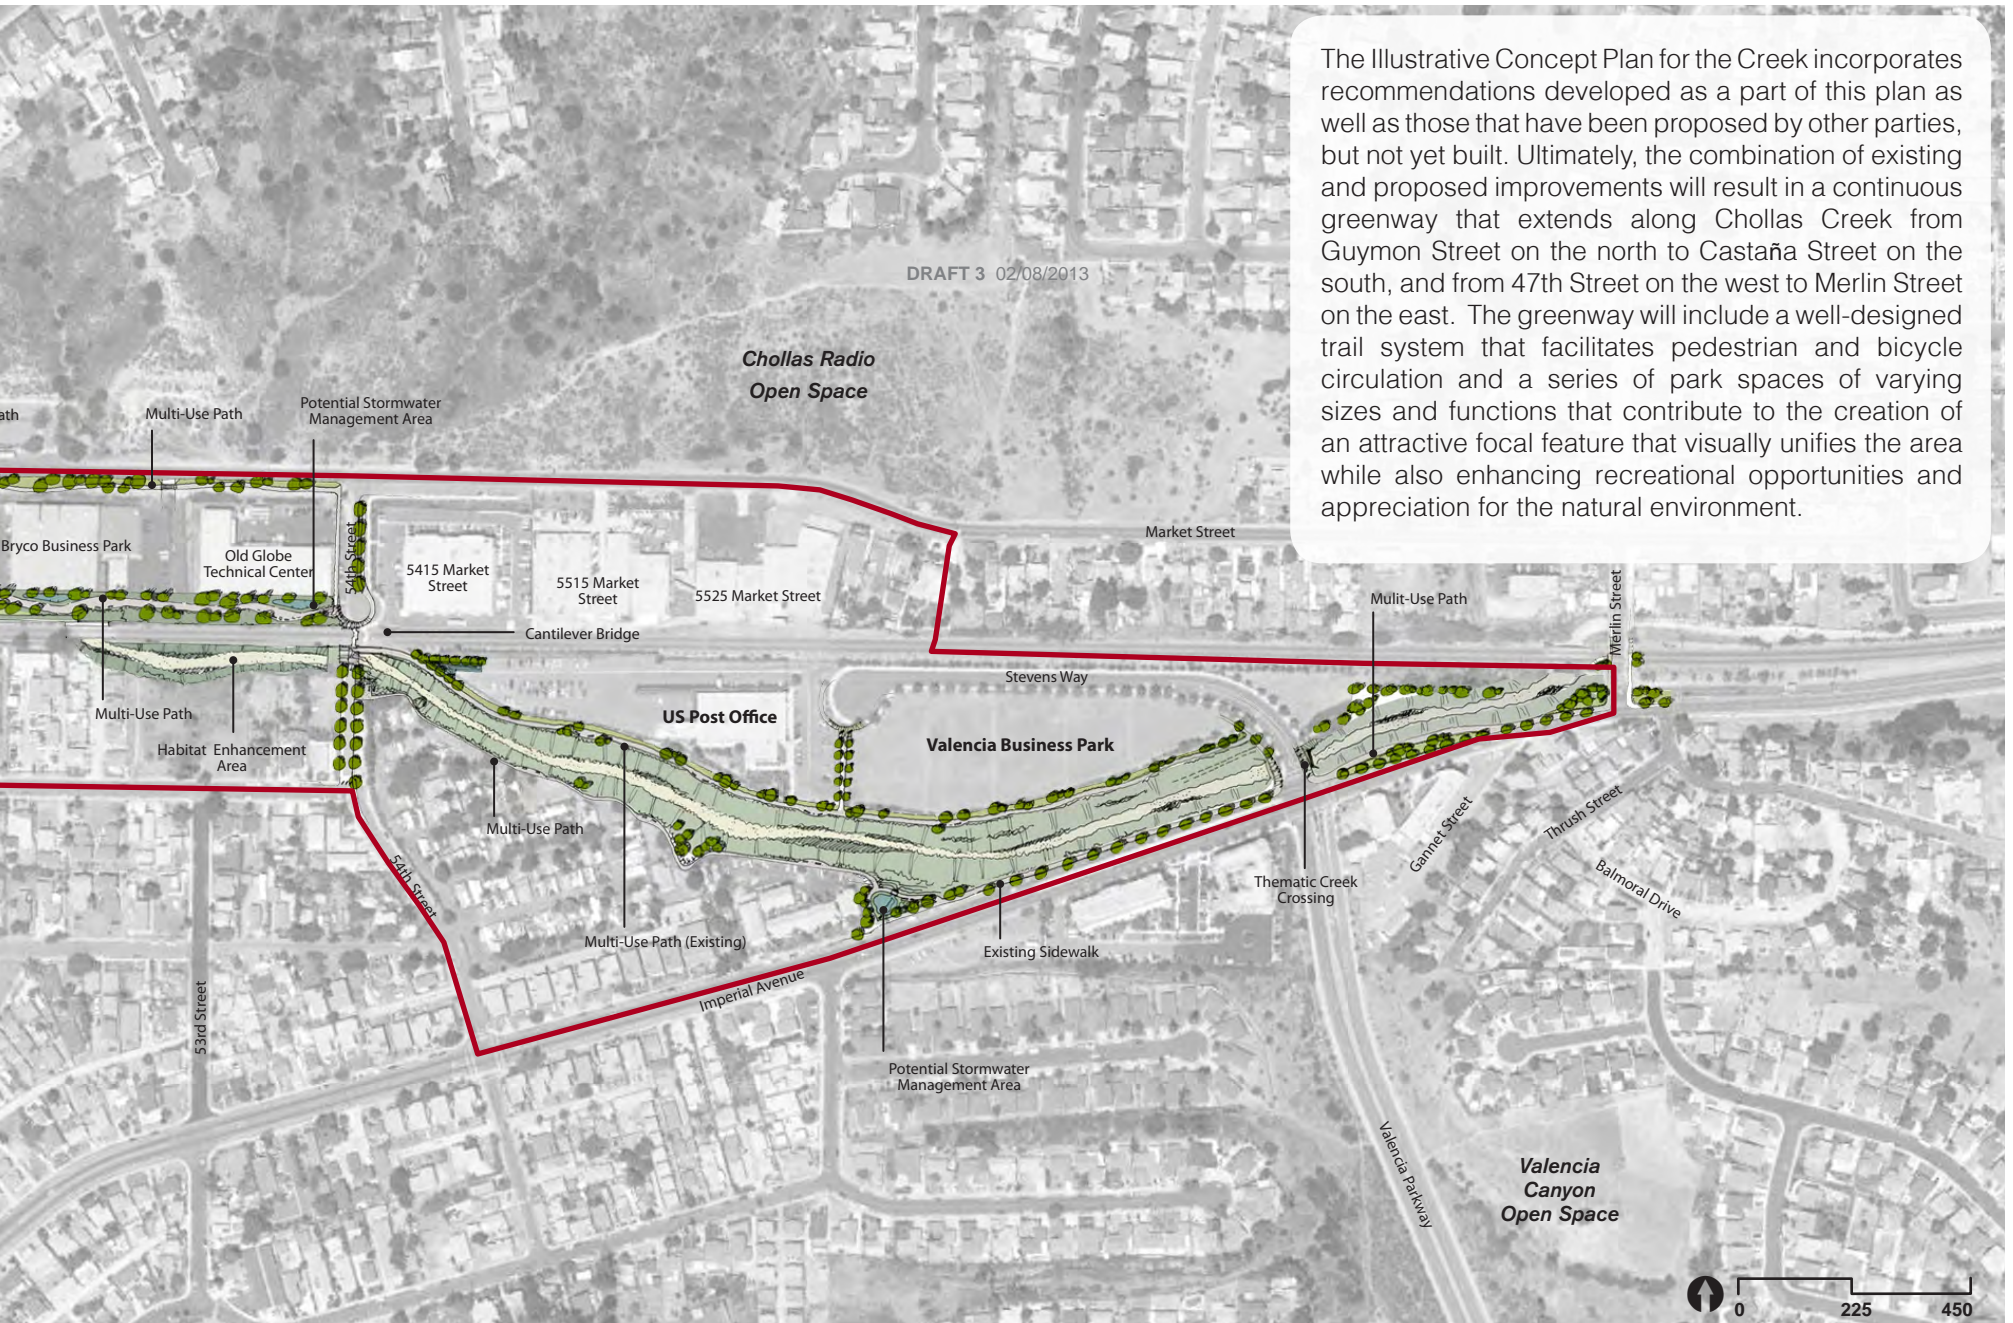 The Illustrative Concept Plan for the Creek incorporates
recommendations developed as a part of this plan as
well as those that have been proposed by other parties,
but not yet built. Ultimately, the combination of existing
and proposed improvements will result in a continuous
greenway that extends along Chollas Creek from
Guymon Street on the north to Castaña Street on the
south, and from 47th Street on the west to Merlin Street
on the east. The greenway will include a well-designed
trail system that facilitates pedestrian and bicycle
circulation and a series of park spaces of varying
sizes and functions that contribute to the creation of
an attractive focal feature that visually unifies the area
while also enhancing recreational opportunities and
appreciation for the natural environment.
DRAFT 3 02/08/2013
Chollas Radio
Open Space
ath
Multi-Use Path
Potential Stormwater
Management Area
Market Street
Bryco Business Park
Old Globe
Technical Center
54th Street
5415 Market
Street
5515 Market
Street
5525 Market Street
Cantilever Bridge
Mulit-Use Path
Merlin Street
Stevens Way
Multi-Use Path
US Post Office
Valencia Business Park
Habitat Enhancement
Area
Multi-Use Path
Gannet Street
Thrush Street
Balmoral Drive
54th Street
Thematic Creek
Crossing
Multi-Use Path (Existing)
Existing Sidewalk
Imperial Avenue
53rd Street
Potential Stormwater
Management Area
Valencia Parkway
Valencia
Canyon
Open Space
0 225 450